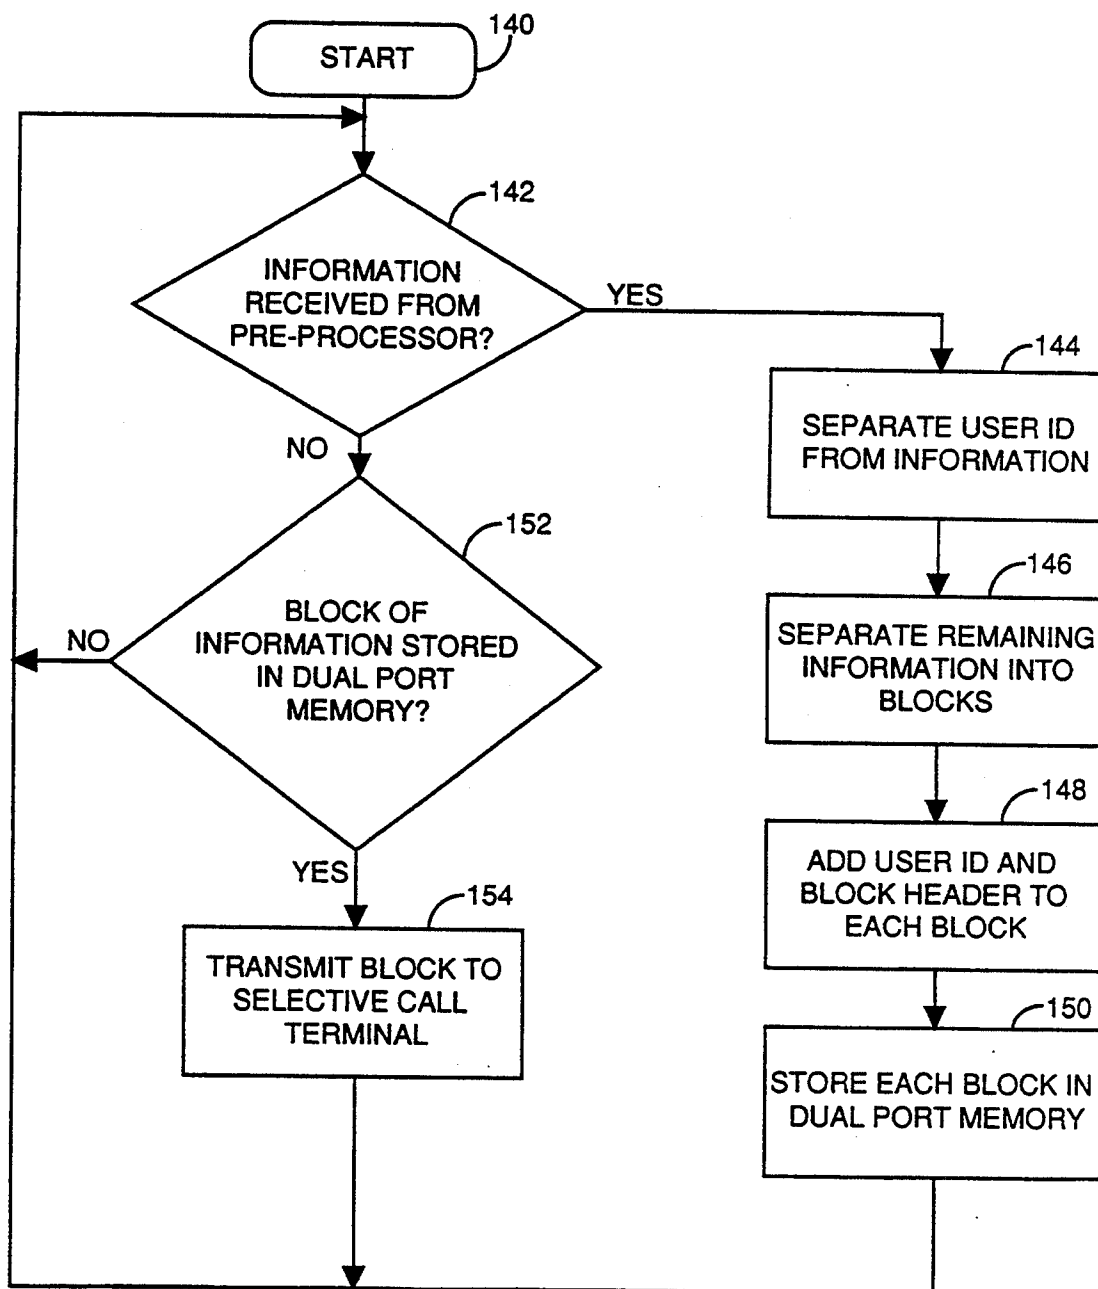 140
START
142
INFORMATION
RECEIVED FROM
PRE-PROCESSOR?
YES
NO
144
SEPARATE USER ID
FROM INFORMATION
152
BLOCK OF
INFORMATION STORED
IN DUAL PORT
MEMORY?
NO
YES
146
SEPARATE REMAINING
INFORMATION INTO
BLOCKS
148
ADD USER ID AND
BLOCK HEADER TO
EACH BLOCK
154
TRANSMIT BLOCK TO
SELECTIVE CALL
TERMINAL
150
STORE EACH BLOCK IN
DUAL PORT MEMORY